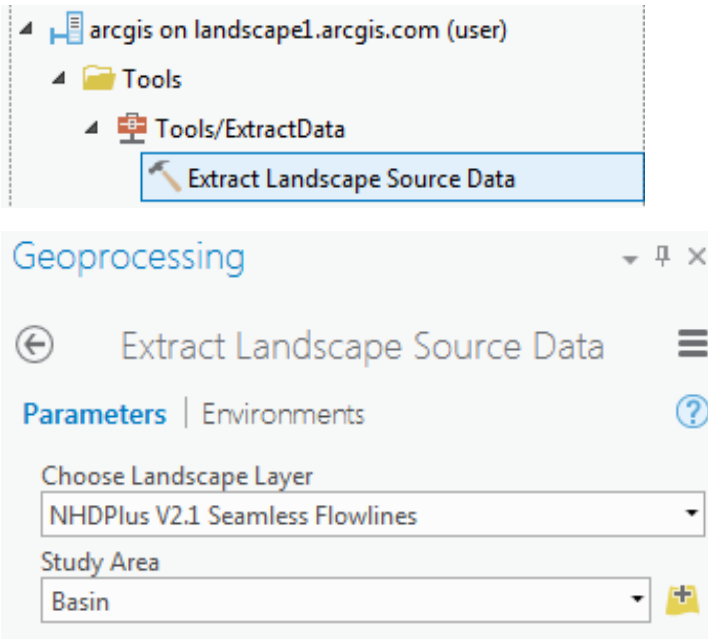 arcgis on landscape1.arcgis.com (user)
Tools
Tools/ExtractData
Extract Landscape Source Data
Geoprocessing
Extract Landscape Source Data
Parameters | Environments
Choose Landscape Layer
NHDPlus V2.1 Seamless Flowlines
Study Area
Basin